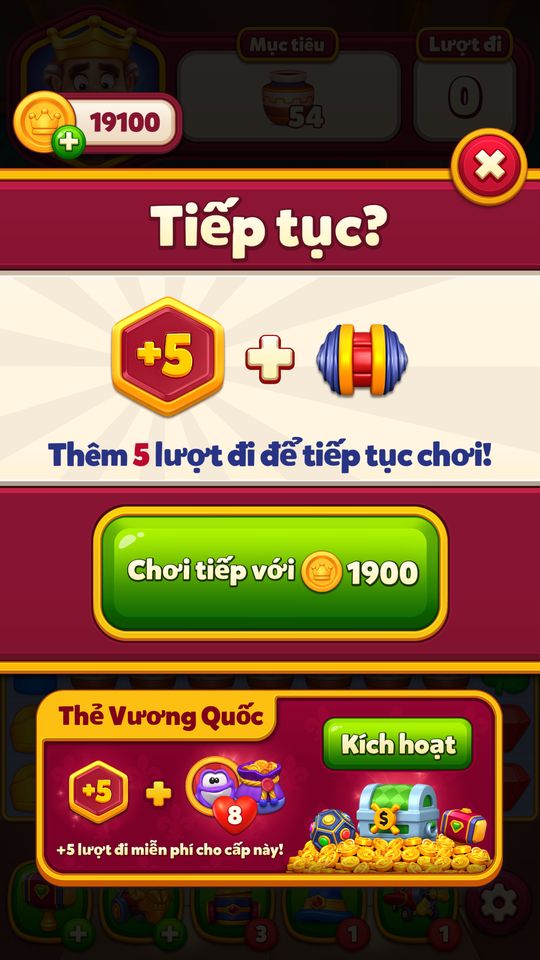 Mục tiêu
Lượt đi
54
0
19100
Tiếp tục?
+5
Thêm 5 lượt đi để tiếp tục chơi!
Chơi tiếp với 1900
Thẻ Vương Quốc
Kích hoạt
+5
8
$
+5 lượt đi miễn phí cho cấp này!
3
1
1